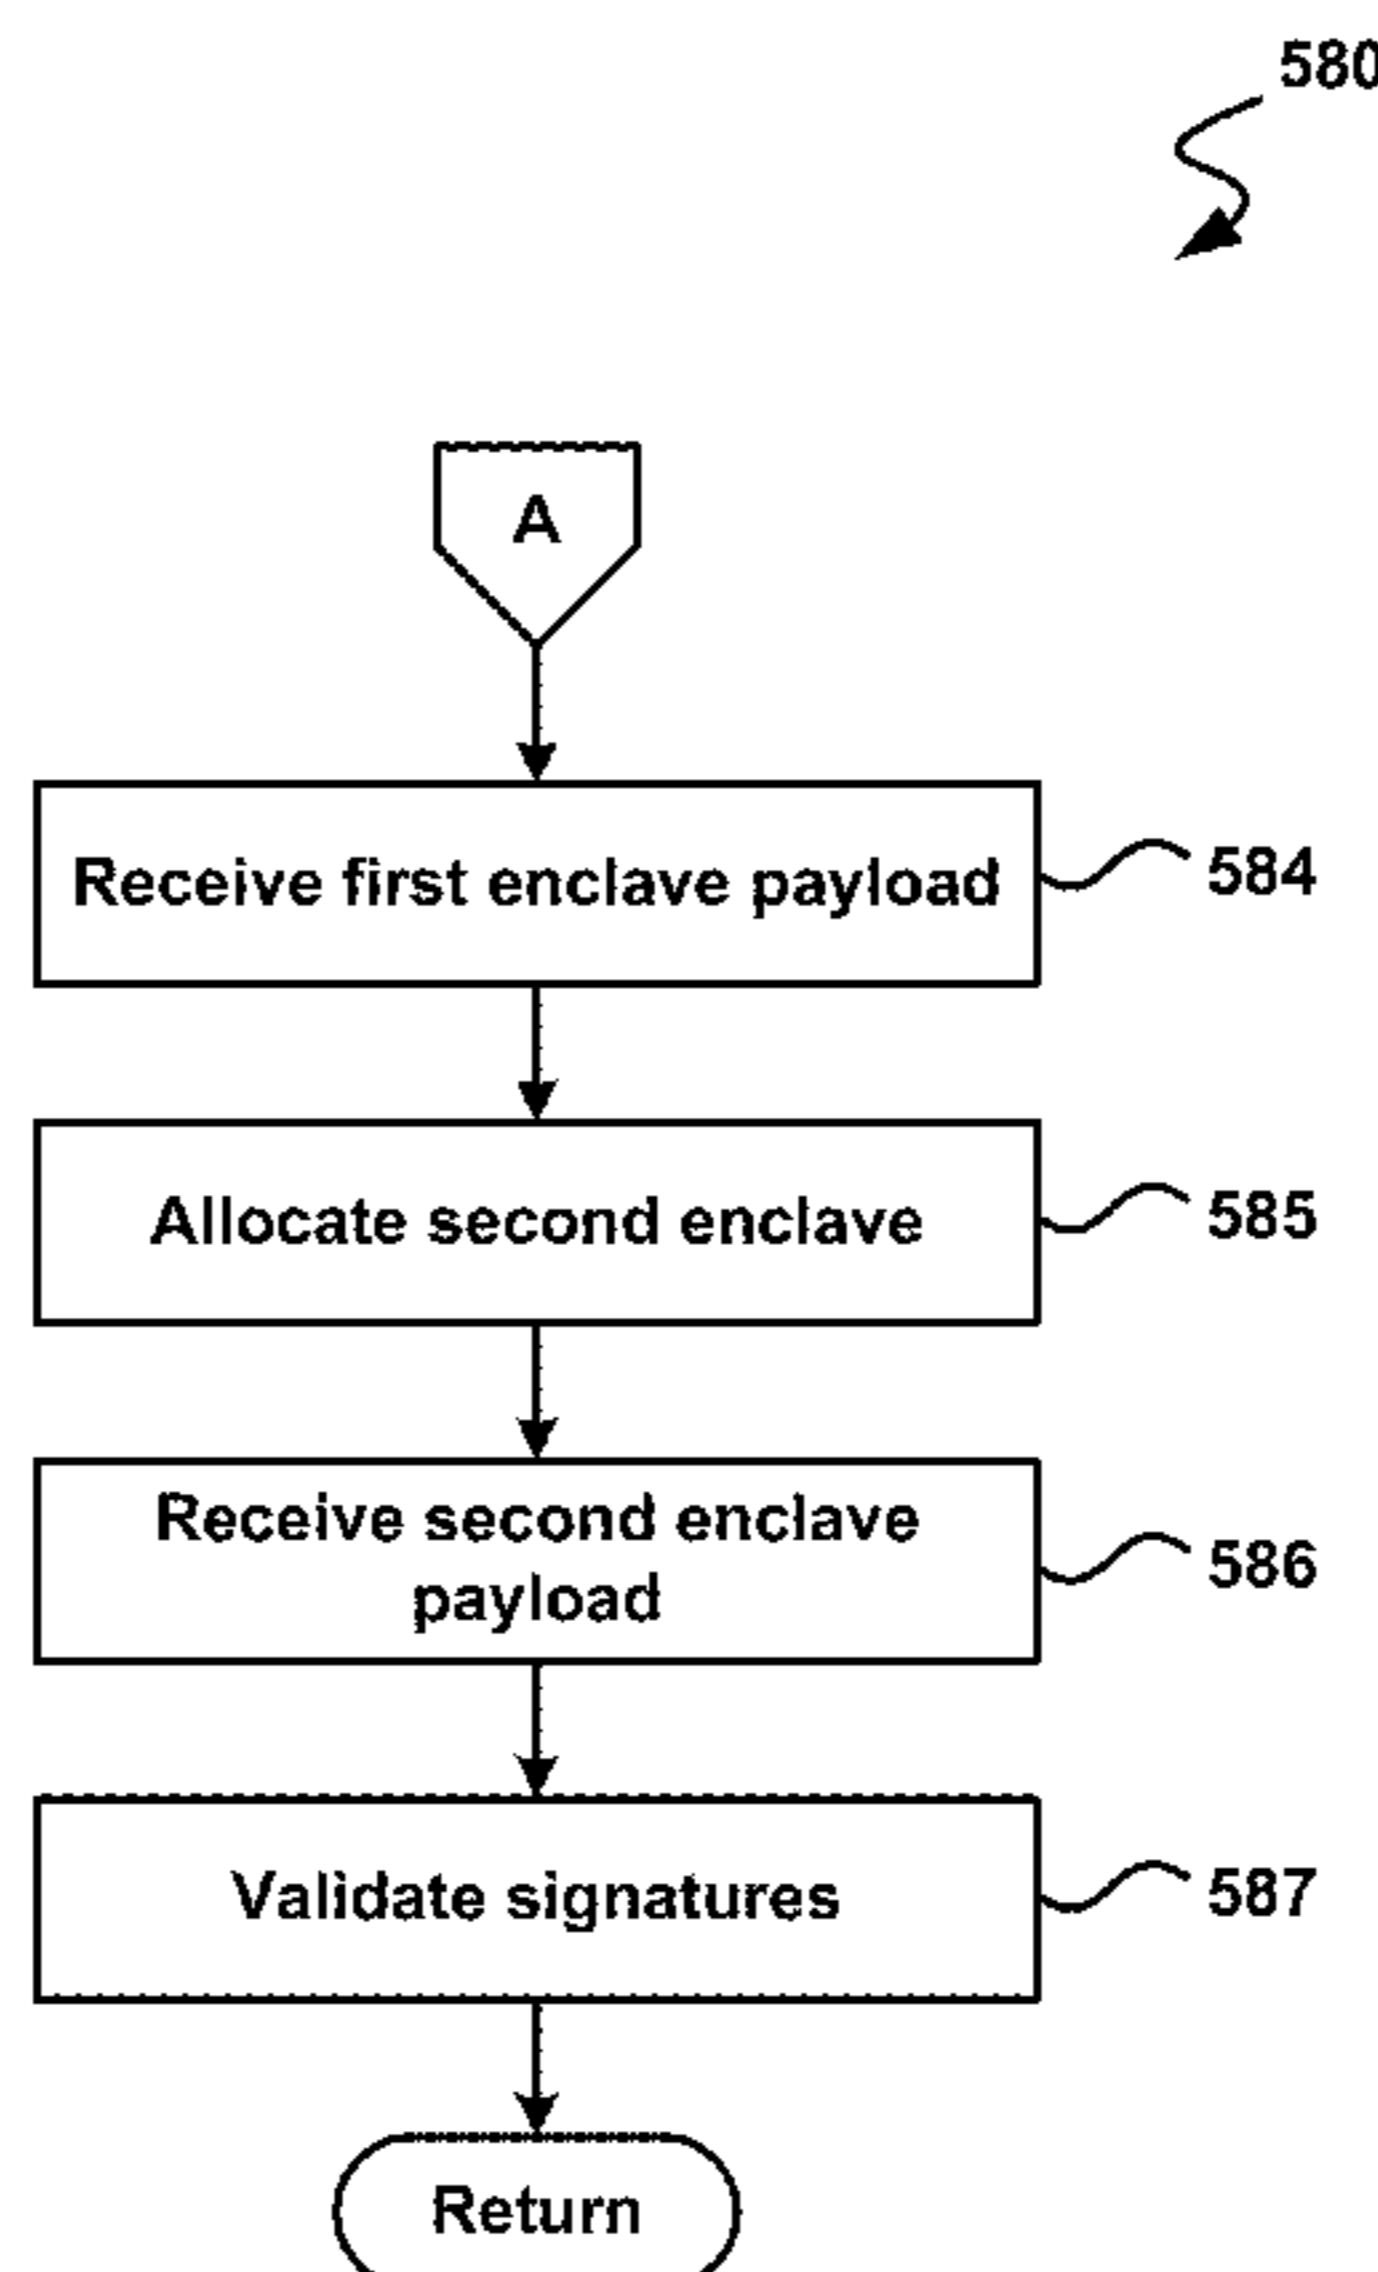 580
A
Receive first enclave payload
584
Allocate second enclave
585
Receive second enclave
payload
586
Validate signatures
587
Return